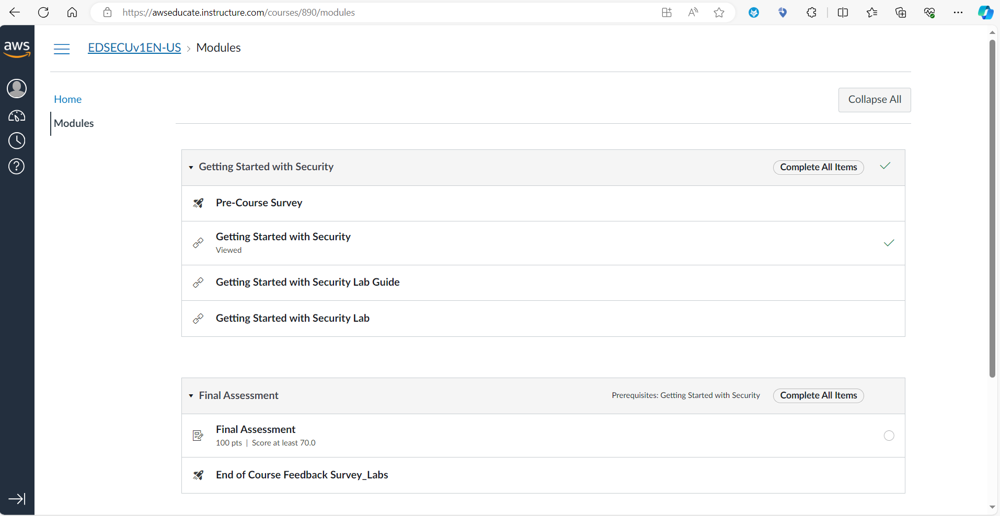 https://awseducate.instructure.com/courses/890/modules
aws
EDSECUv1EN-US > Modules
Home
Modules
Collapse All
Getting Started with Security Complete All Items
Pre-Course Survey
Getting Started with Security
Viewed
Getting Started with Security Lab Guide
Getting Started with Security Lab
Final Assessment Prerequisites: Getting Started with Security Complete All Items
Final Assessment
100 pts | Score at least 70.0
End of Course Feedback Survey_Labs